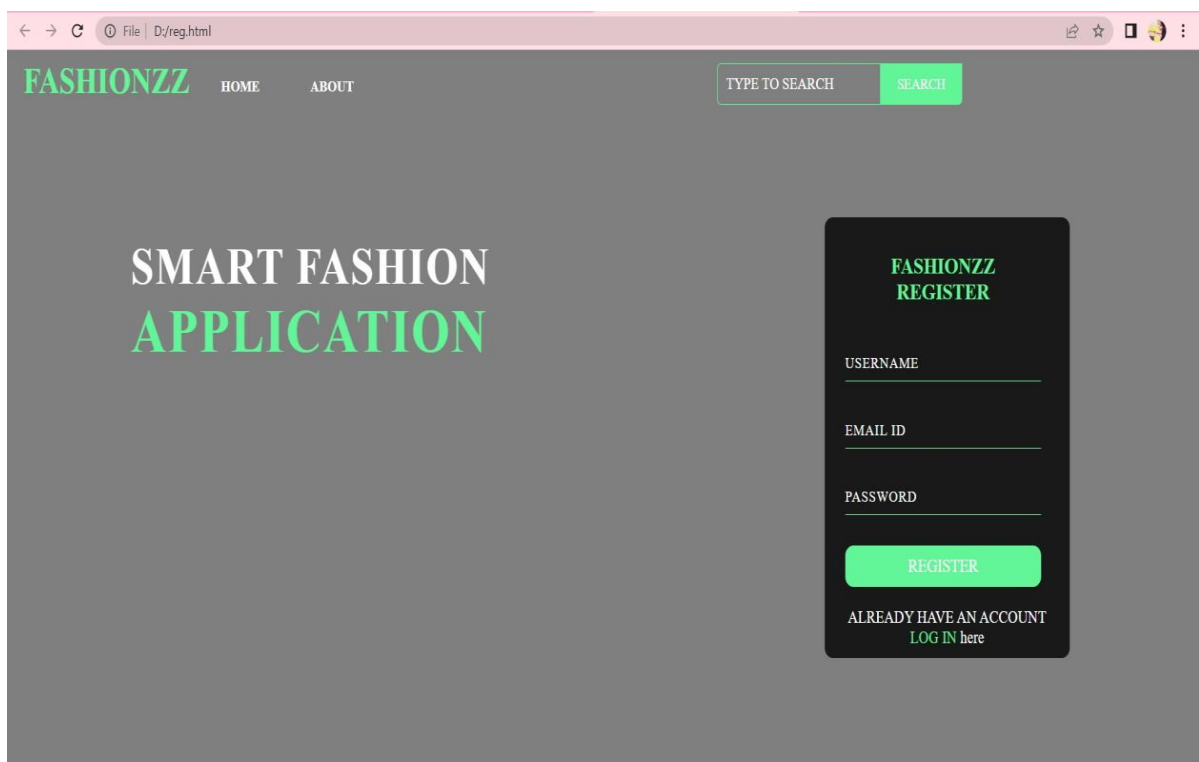 File D:/reg.html
FASHIONZZ HOME ABOUT TYPE TO SEARCH SEARCH
SMART FASHION
APPLICATION
FASHIONZZ
REGISTER
USERNAME
EMAIL ID
PASSWORD
REGISTER
ALREADY HAVE AN ACCOUNT
LOG IN here